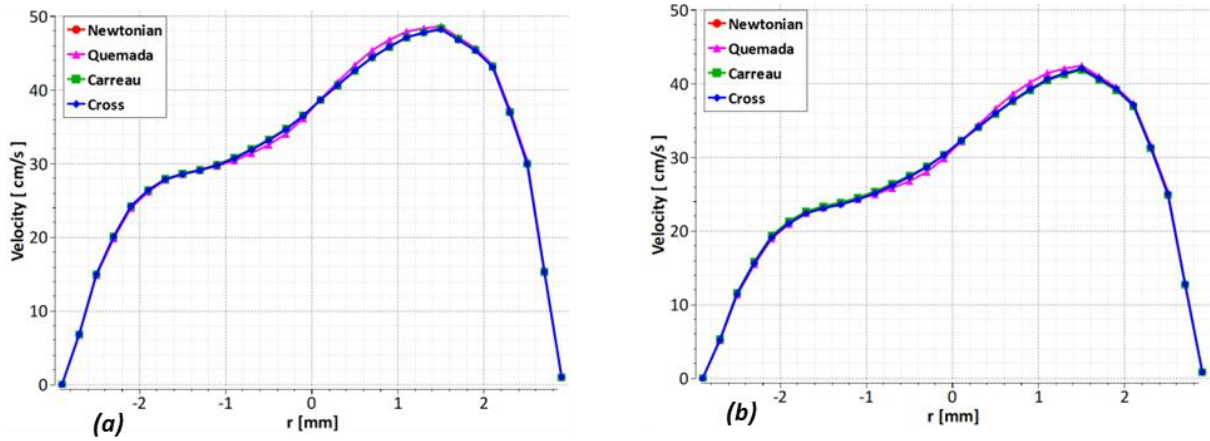 50
40
30
20
10
0
Velocity [ cm/s ]
Newtonian
Quemada
Carreau
Cross
-2
-1
0
1
2
r [mm]
(a)
50
40
30
20
10
0
Velocity [ cm/s ]
Newtonian
Quemada
Carreau
Cross
-2
-1
0
1
2
r [mm]
(b)